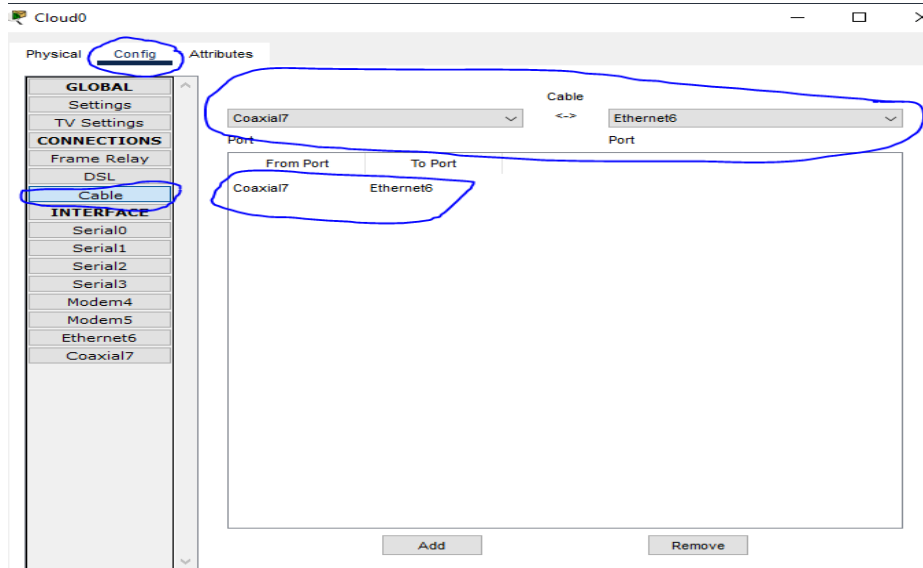 Cloud0
Physical Config Attributes
GLOBAL
Settings
TV Settings
CONNECTIONS
Frame Relay
DSL
Cable
INTERFACE
Serial0
Serial1
Serial2
Serial3
Modem4
Modem5
Ethernet6
Coaxial7
Cable
Coaxial7 <-> Ethernet6
Port Port
From Port To Port
Coaxial7 Ethernet6
Add Remove